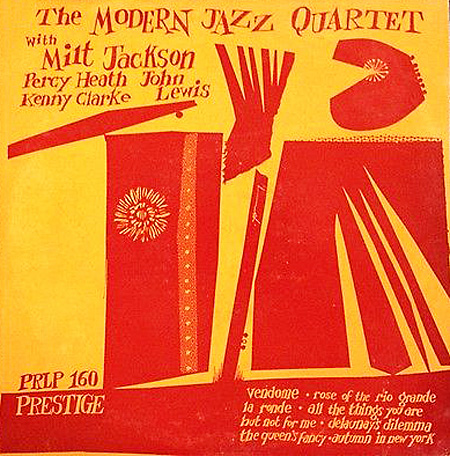 The MODERN JAZZ QUARTET
with
Milt Jackson
Percy Heath John
Kenny Clarke Lewis
PRLP 160
PRESTIGE
vendome · rose of the rio grande
la ronde · all the things you are
but not for me · delaunay's dilemma
the queen's fancy · autumn in new york